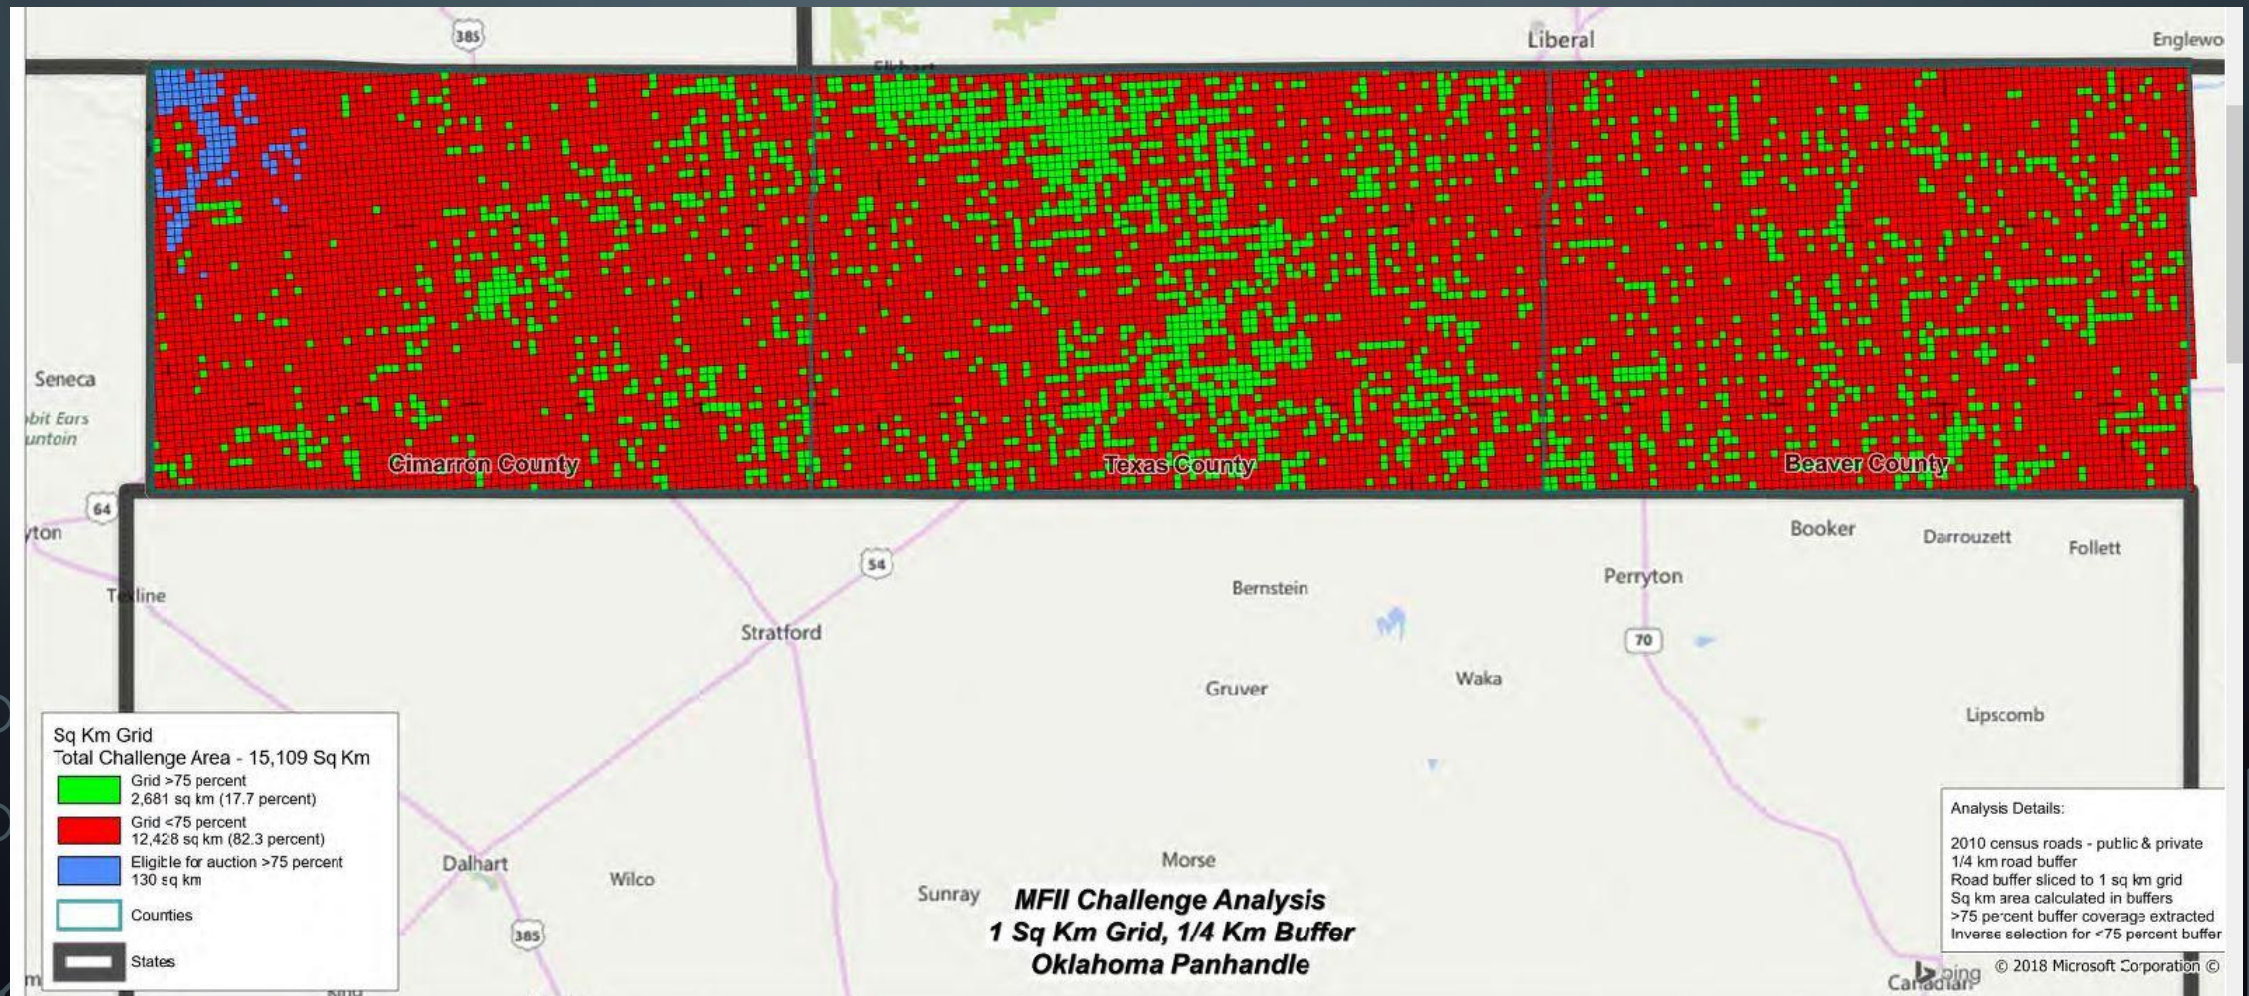 385
Liberal
Englewo
Elkhart
Cimarron County
Texas County
Beaver County
Seneca
bbit Ears
untoin
64
yton
Texline
54
Stratford
Bernstein
Booker
Darrouzett
Follett
Perryton
70
Gruver
Waka
Lipscomb
Sq Km Grid
Total Challenge Area - 15,109 Sq Km
Grid >75 percent
2,681 sq km (17.7 percent)
Grid <75 percent
12,428 sq km (82.3 percent)
Eligible for auction >75 percent
130 sq km
Counties
States
Dalhart
385
Wilco
Sunray
Morse
MFII Challenge Analysis
1 Sq Km Grid, 1/4 Km Buffer
Oklahoma Panhandle
Analysis Details:
2010 census roads - public & private
1/4 km road buffer
Road buffer sliced to 1 sq km grid
Sq km area calculated in buffers
>75 percent buffer coverage extracted
Inverse selection for <75 percent buffer
Canadian
bing
© 2018 Microsoft Corporation ©